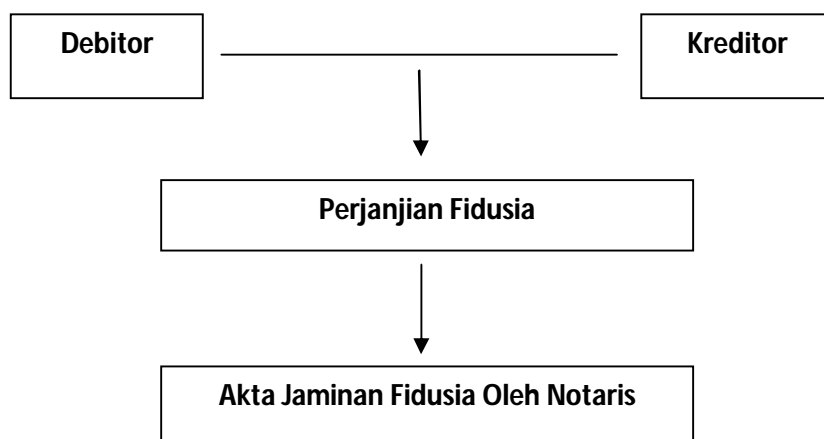 Debitor
Kreditor
Perjanjian Fidusia
Akta Jaminan Fidusia Oleh Notaris